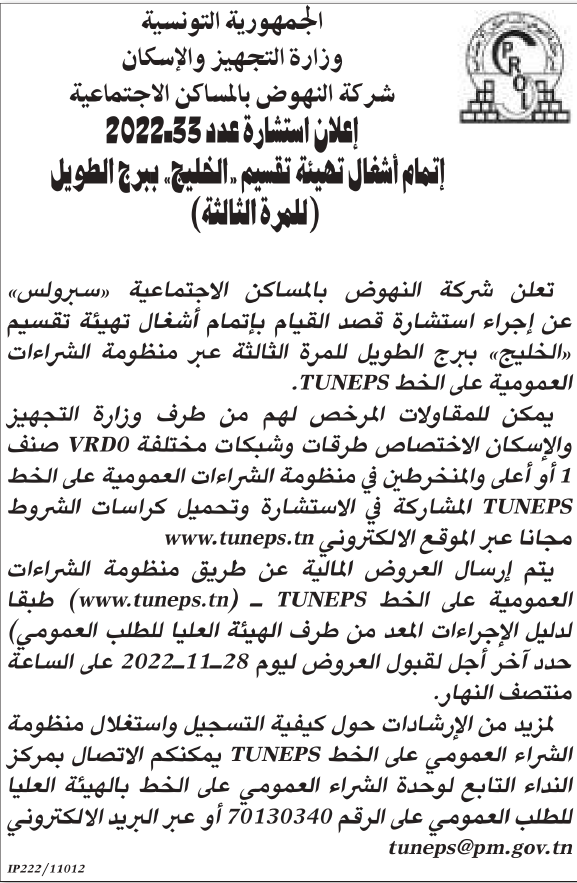 الجمهورية التونسية
وزارة التجهيز والإسكان
شركة النهوض بالمساكن الاجتماعية
إعلان استشارة عدد 33ـ2022
إتمام أشغال تهيئة تقسيم «الخليج» ببرج الطويل
(للمرة الثالثة)
PROL
تعلن شركة النهوض بالمساكن الاجتماعية «سبرولس»
عن إجراء استشارة قصد القيام بإتمام أشغال تهيئة تقسيم
«الخليج» ببرج الطويل للمرة الثالثة عبر منظومة الشراءات
العمومية على الخط TUNEPS.
يمكن للمقاولات المرخص لهم من طرف وزارة التجهيز
والإسكان الاختصاص طرقات وشبكات مختلفة VRD0 صنف
1 أو أعلى والمنخرطين في منظومة الشراءات العمومية على الخط
TUNEPS المشاركة في الاستشارة وتحميل كراسات الشروط
مجانا عبر الموقع الالكتروني www.tuneps.tn
يتم إرسال العروض المالية عن طريق منظومة الشراءات
العمومية على الخط TUNEPS ــ (www.tuneps.tn) طبقا
لدليل الإجراءات المعد من طرف الهيئة العليا للطلب العمومي)
حدد آخر أجل لقبول العروض ليوم 28ــ11ــ2022 على الساعة
منتصف النهار.
لمزيد من الإرشادات حول كيفية التسجيل واستغلال منظومة
الشراء العمومي على الخط TUNEPS يمكنكم الاتصال بمركز
النداء التابع لوحدة الشراء العمومي على الخط بالهيئة العليا
للطلب العمومي على الرقم 70130340 أو عبر البريد الالكتروني
tuneps@pm.gov.tn
IP222/11012